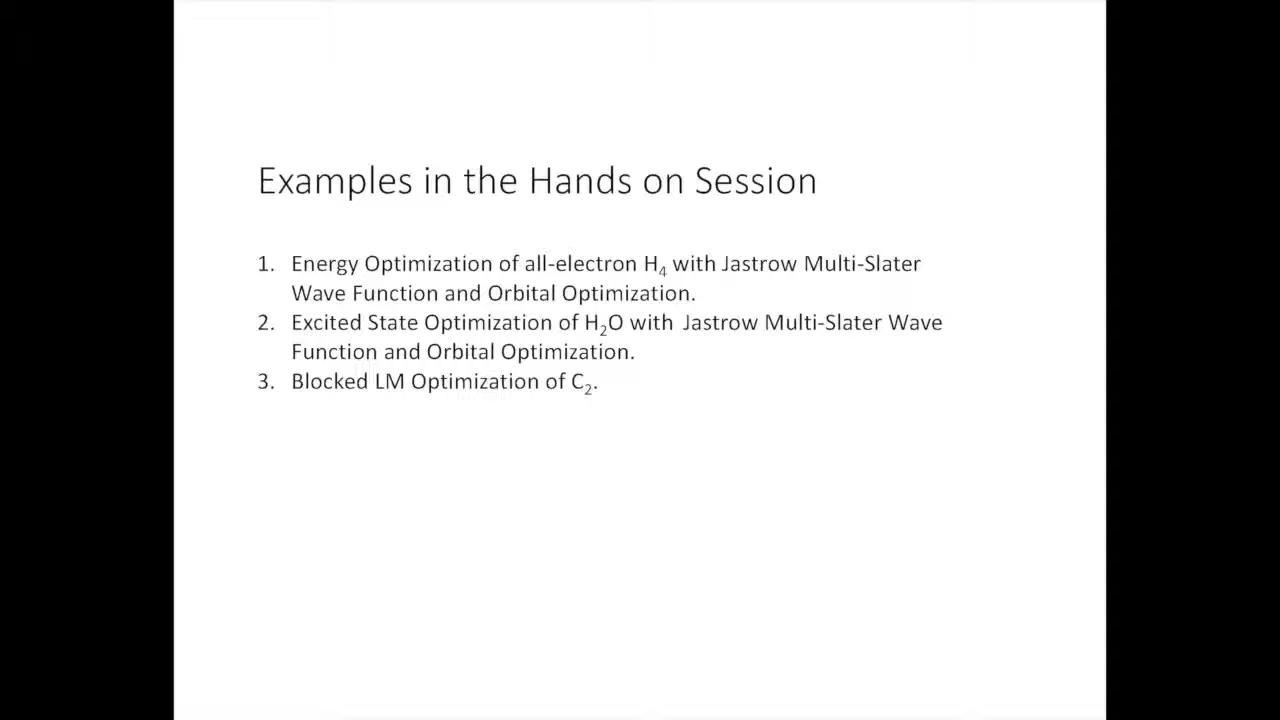 Examples in the Hands on Session
1. Energy Optimization of all-electron H₄ with Jastrow Multi-Slater
Wave Function and Orbital Optimization.
2. Excited State Optimization of H₂O with Jastrow Multi-Slater Wave
Function and Orbital Optimization.
3. Blocked LM Optimization of C₂.